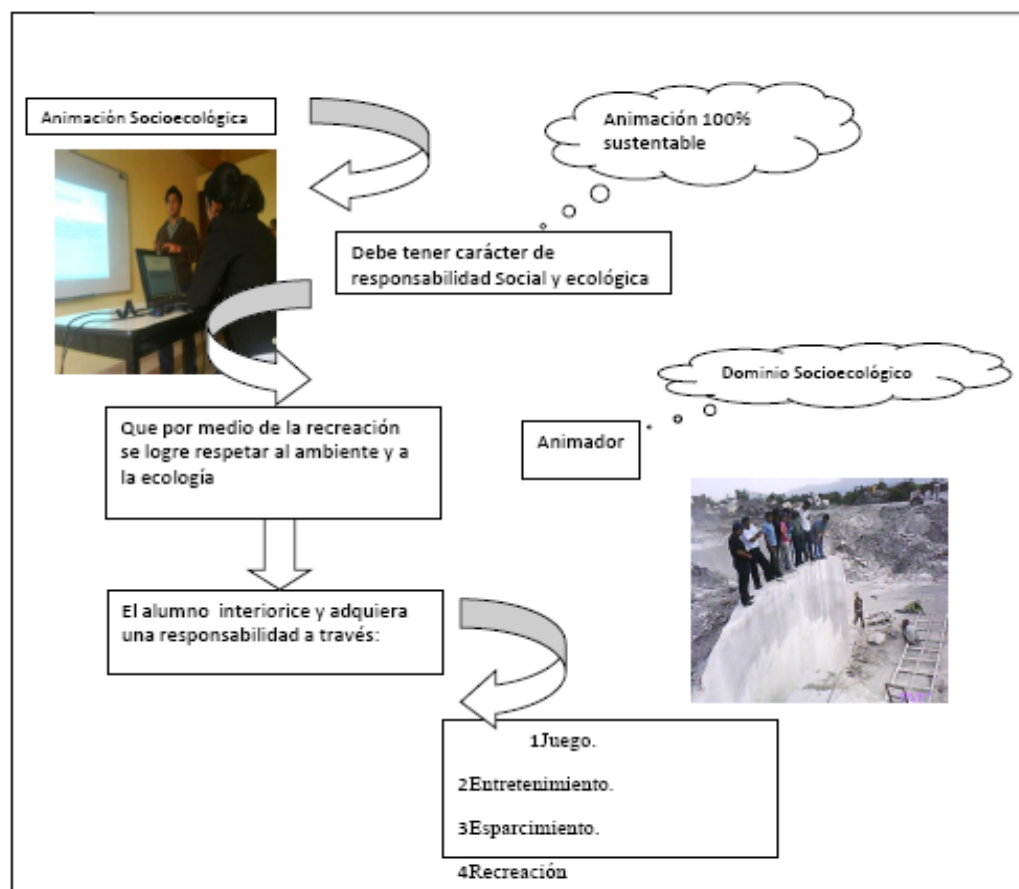 Animación Socioecológica
Animación 100%
sustentable
Debe tener carácter de
responsabilidad Social y ecológica
Dominio Socioecológico
Que por medio de la recreación
se logre respetar al ambiente y a
la ecología
Animador
El alumno interiorice y adquiera
una responsabilidad a través:
1Juego.
2Entretenimiento.
3Esparcimiento.
4Recreación